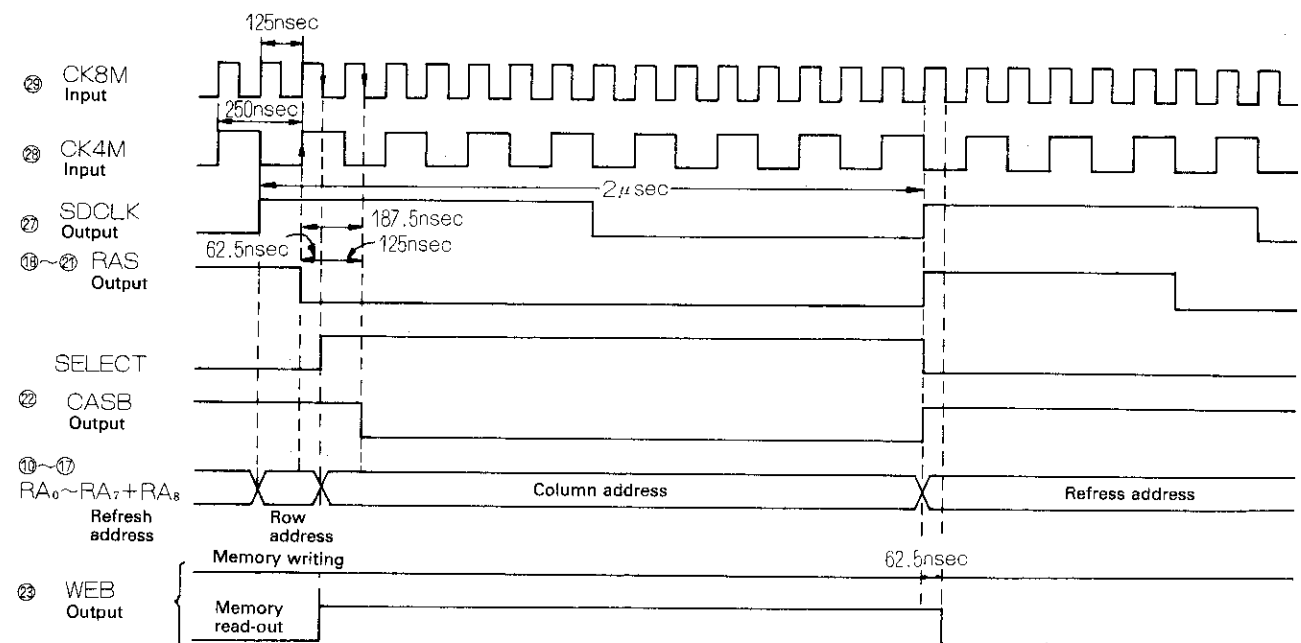 125nsec
㉙ CK8M
Input
250nsec
㉘ CK4M
Input
2μsec
㉗ SDCLK
Output
187.5nsec
62.5nsec
125nsec
⑱~㉑ RAS
Output
SELECT
㉒ CASB
Output
⑩~⑰
RA₀~RA₇+RA₈
Refresh
address
Row
address
Column address
Refress address
Memory writing
62.5nsec
㉓ WEB
Output
Memory
read-out